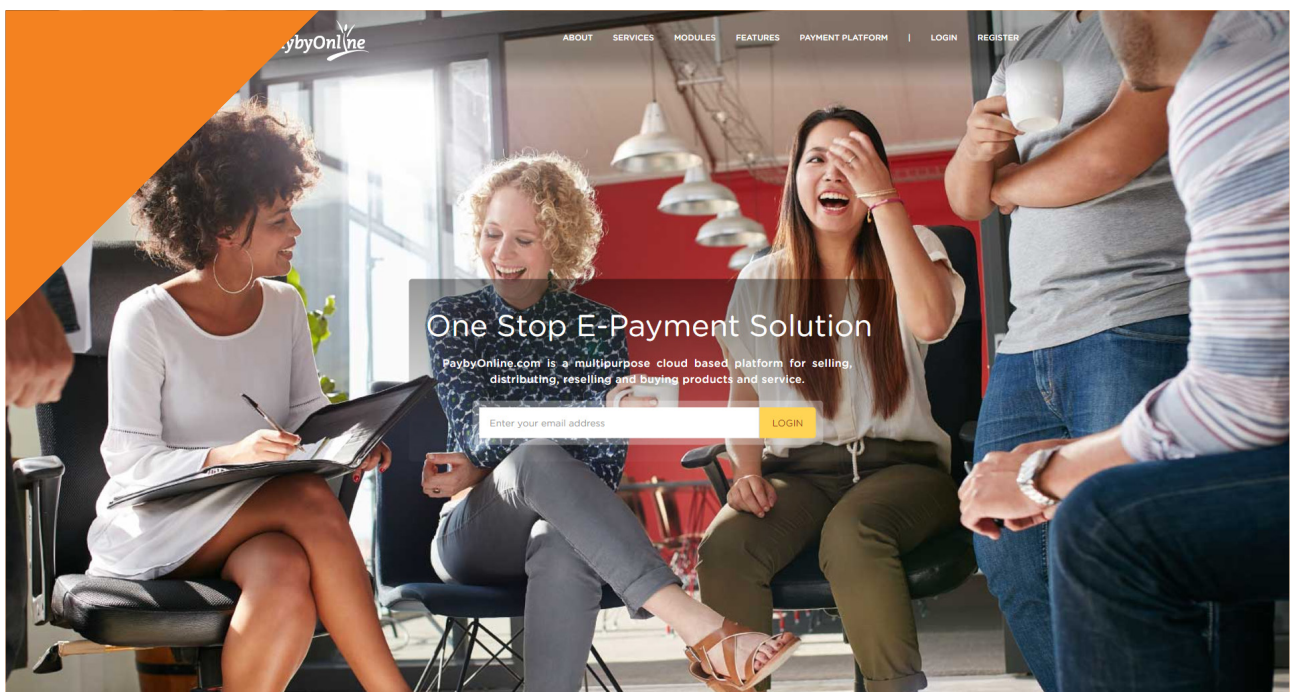 ybyOnline
ABOUT SERVICES MODULES FEATURES PAYMENT PLATFORM | LOGIN REGISTER
One Stop E-Payment Solution
PaybyOnline.com is a multipurpose cloud based platform for selling,
distributing, reselling and buying products and service.
Enter your email address LOGIN